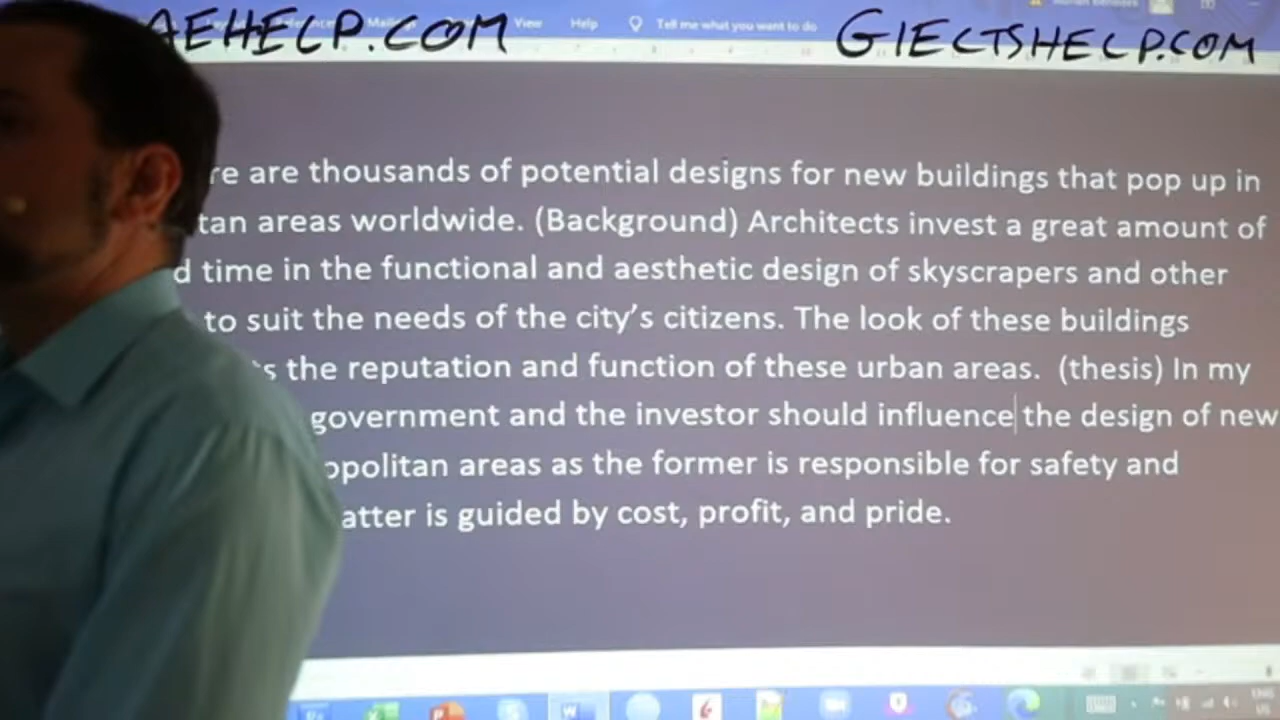 AEHELP.COM
GIELTSHELP.COM
View Help Tell me what you want to do
re are thousands of potential designs for new buildings that pop up in
tan areas worldwide. (Background) Architects invest a great amount of
d time in the functional and aesthetic design of skyscrapers and other
to suit the needs of the city's citizens. The look of these buildings
s the reputation and function of these urban areas. (thesis) In my
government and the investor should influence the design of new
opolitan areas as the former is responsible for safety and
atter is guided by cost, profit, and pride.
ENG
US